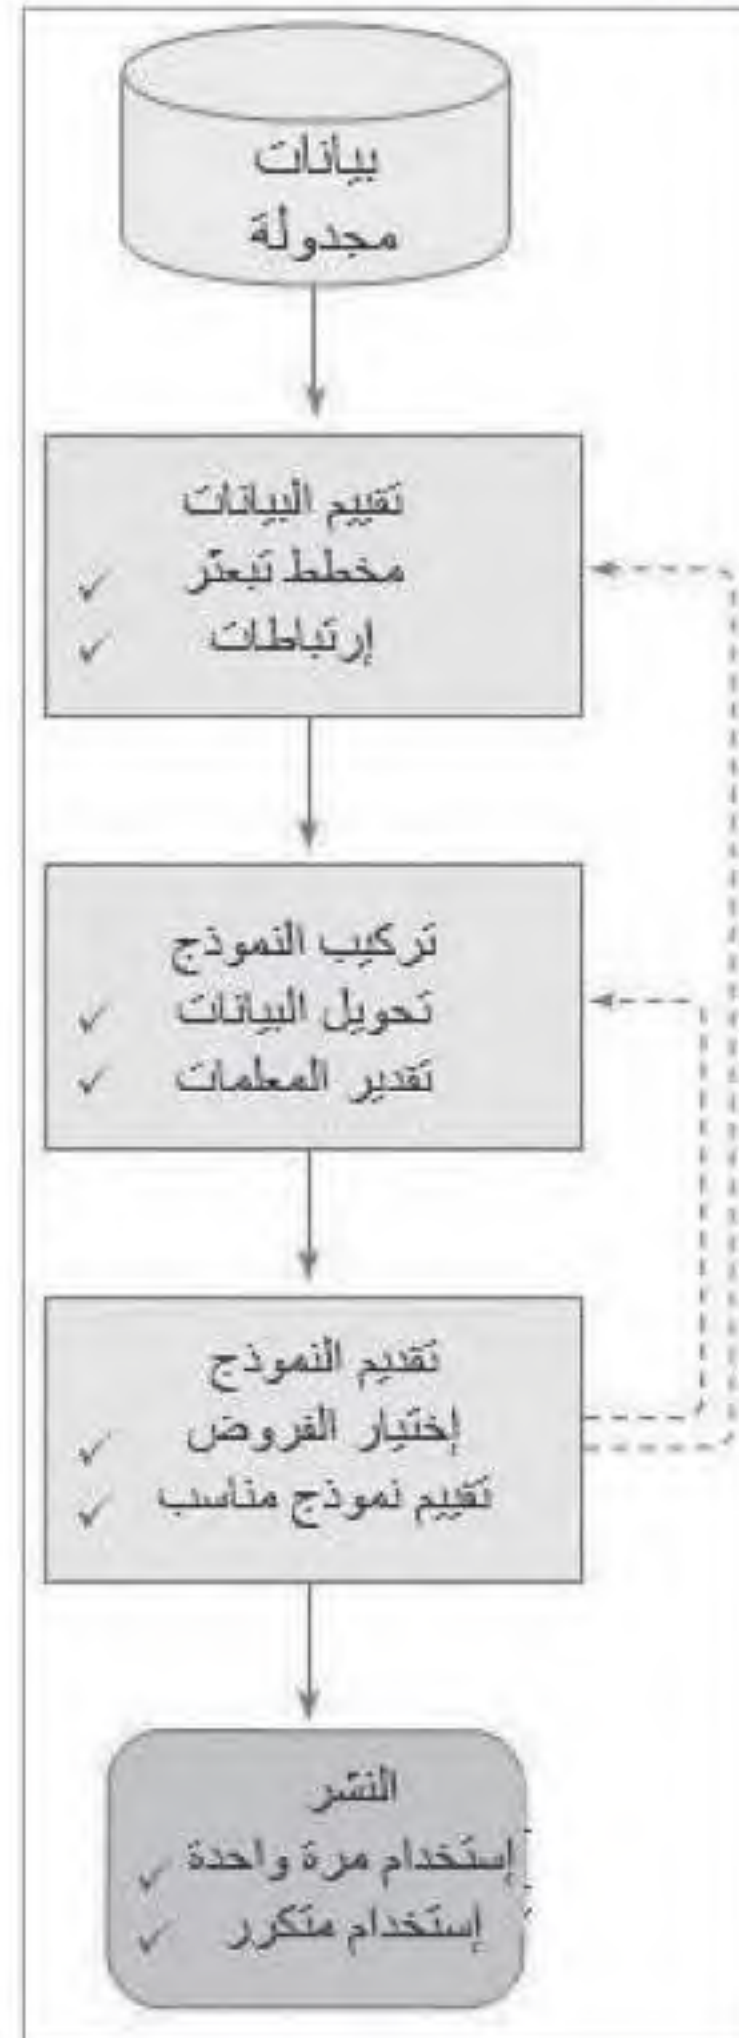 بيانات
مجدولة
تقييم البيانات
مخطط تبعثر
إرتباطات
تركيب النموذج
تحويل البيانات
تقدير المعلمات
تقييم النموذج
إختبار الفروض
تقييم نموذج مناسب
النشر
إستخدام مرة واحدة
إستخدام متكرر